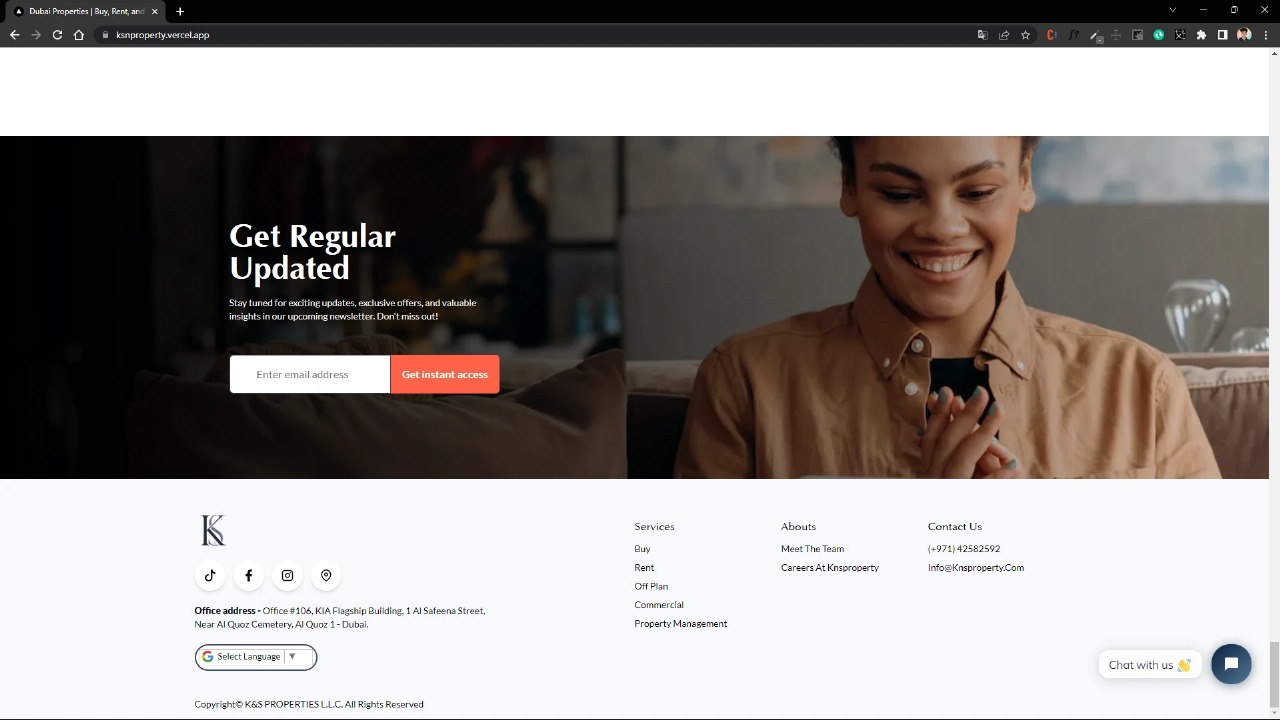 Dubai Properties | Buy, Rent, and
ksnproperty.vercel.app
Get Regular
Updated
Stay tuned for exciting updates, exclusive offers, and valuable
insights in our upcoming newsletter. Don't miss out!
Enter email address
Get instant access
KS
Office address - Office #106, KIA Flagship Building, 1 Al Safeena Street,
Near Al Quoz Cemetery, Al Quoz 1 - Dubai.
Select Language ▼
Services
Buy
Rent
Off Plan
Commercial
Property Management
Abouts
Meet The Team
Careers At Knsproperty
Contact Us
(+971) 42582592
Info@Knsproperty.Com
Chat with us 👋
Copyright© K&S PROPERTIES L.L.C. All Rights Reserved